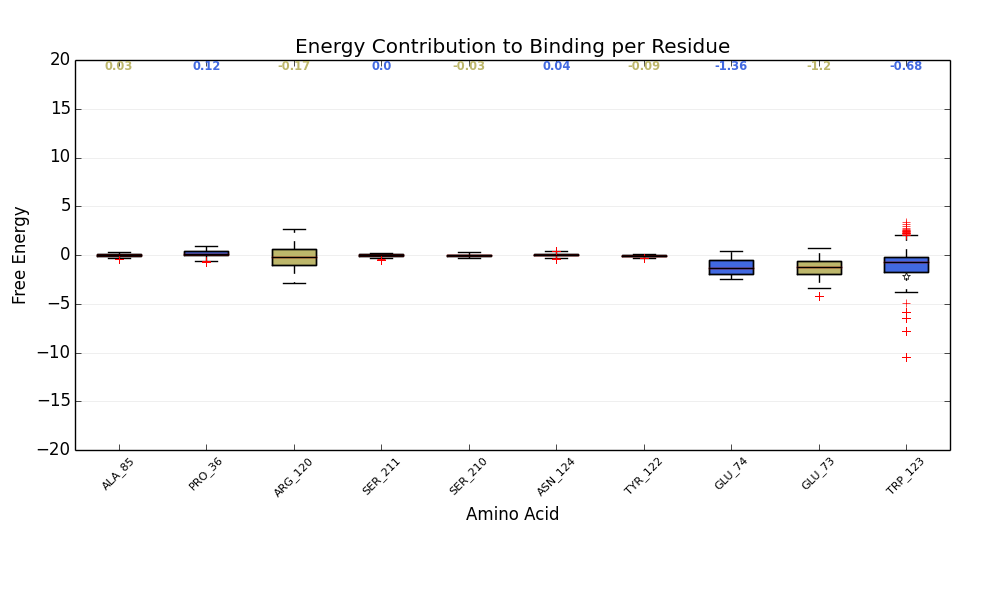 Energy Contribution to Binding per Residue
20
0.03 0.12 -0.17 0.0 -0.03 0.04 -0.09 -1.36 -1.2 -0.68
15
10
5
0
−5
−10
−15
−20
Free Energy
ALA_85 PRO_36 ARG_120 SER_211 SER_210 ASN_124 TYR_122 GLU_74 GLU_73 TRP_123
Amino Acid